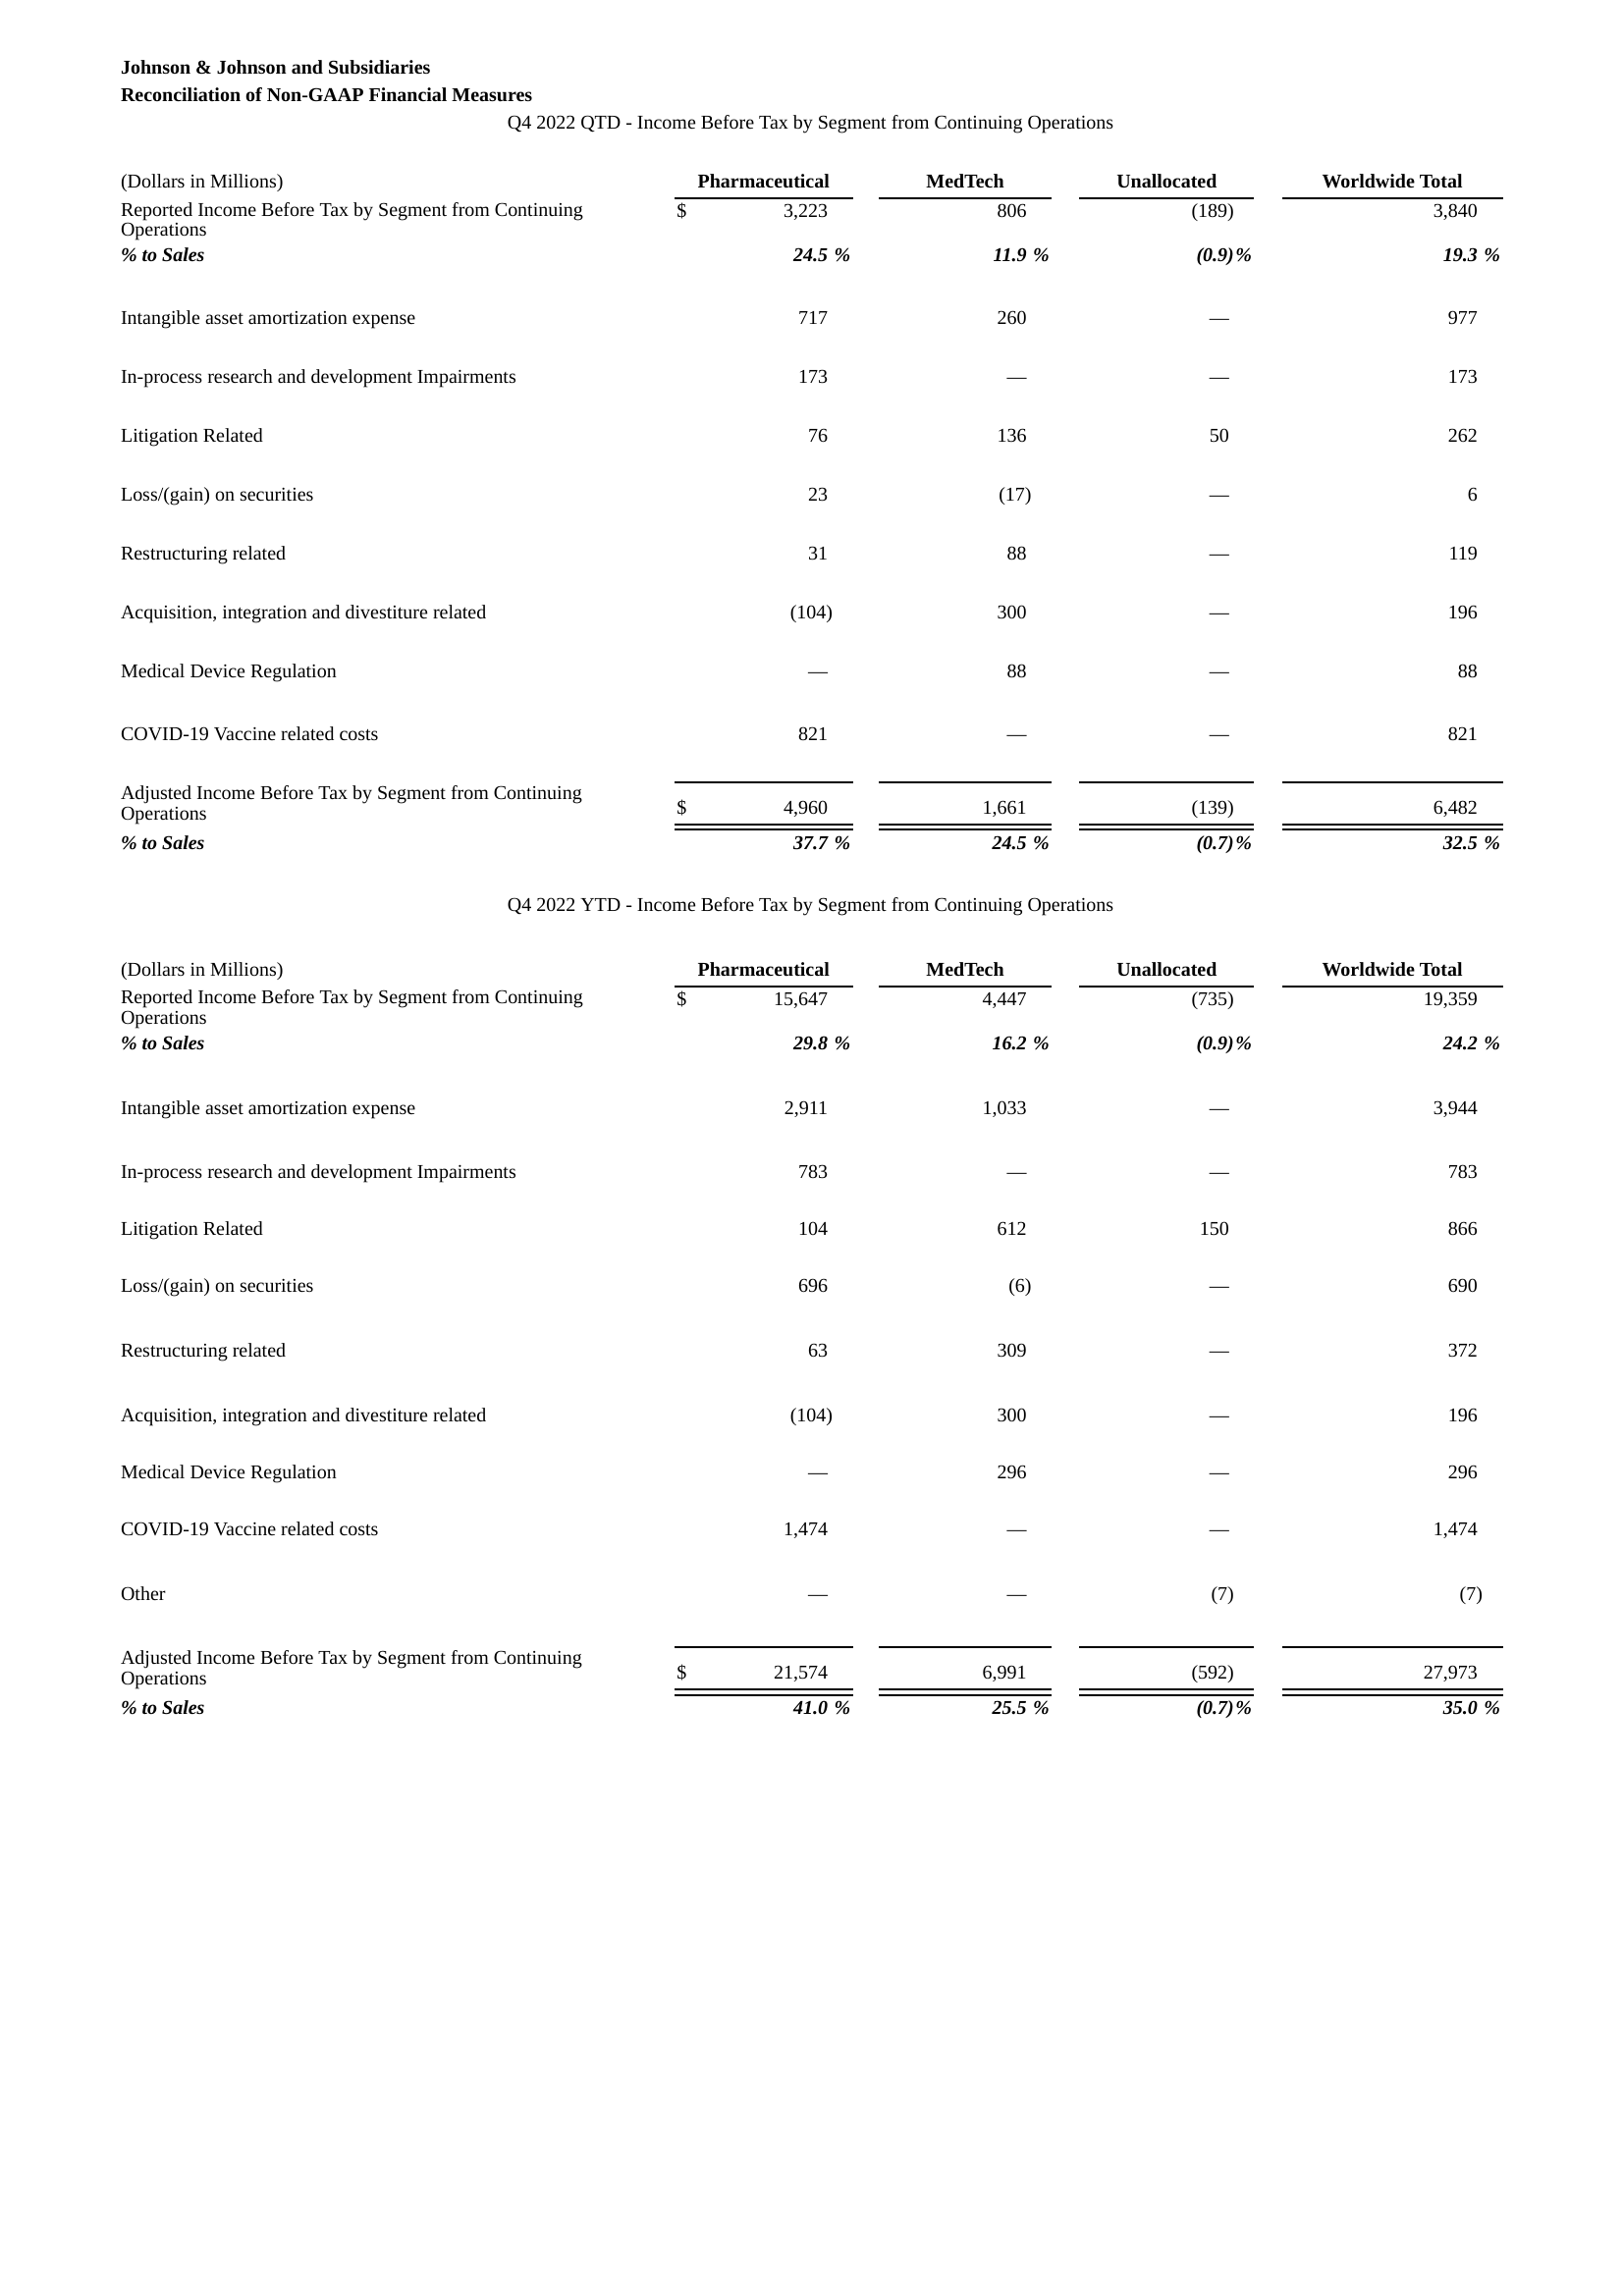 Johnson & Johnson and Subsidiaries
Reconciliation of Non-GAAP Financial Measures
Q4 2022 QTD - Income Before Tax by Segment from Continuing Operations
(Dollars in Millions) Pharmaceutical MedTech Unallocated Worldwide Total
Reported Income Before Tax by Segment from Continuing
Operations $ 3,223 806 (189) 3,840
% to Sales 24.5 % 11.9 % (0.9)% 19.3 %
Intangible asset amortization expense 717 260 — 977
In-process research and development Impairments 173 — — 173
Litigation Related 76 136 50 262
Loss/(gain) on securities 23 (17) — 6
Restructuring related 31 88 — 119
Acquisition, integration and divestiture related (104) 300 — 196
Medical Device Regulation — 88 — 88
COVID-19 Vaccine related costs 821 — — 821
Adjusted Income Before Tax by Segment from Continuing
Operations $ 4,960 1,661 (139) 6,482
% to Sales 37.7 % 24.5 % (0.7)% 32.5 %
Q4 2022 YTD - Income Before Tax by Segment from Continuing Operations
(Dollars in Millions) Pharmaceutical MedTech Unallocated Worldwide Total
Reported Income Before Tax by Segment from Continuing
Operations $ 15,647 4,447 (735) 19,359
% to Sales 29.8 % 16.2 % (0.9)% 24.2 %
Intangible asset amortization expense 2,911 1,033 — 3,944
In-process research and development Impairments 783 — — 783
Litigation Related 104 612 150 866
Loss/(gain) on securities 696 (6) — 690
Restructuring related 63 309 — 372
Acquisition, integration and divestiture related (104) 300 — 196
Medical Device Regulation — 296 — 296
COVID-19 Vaccine related costs 1,474 — — 1,474
Other — — (7) (7)
Adjusted Income Before Tax by Segment from Continuing
Operations $ 21,574 6,991 (592) 27,973
% to Sales 41.0 % 25.5 % (0.7)% 35.0 %